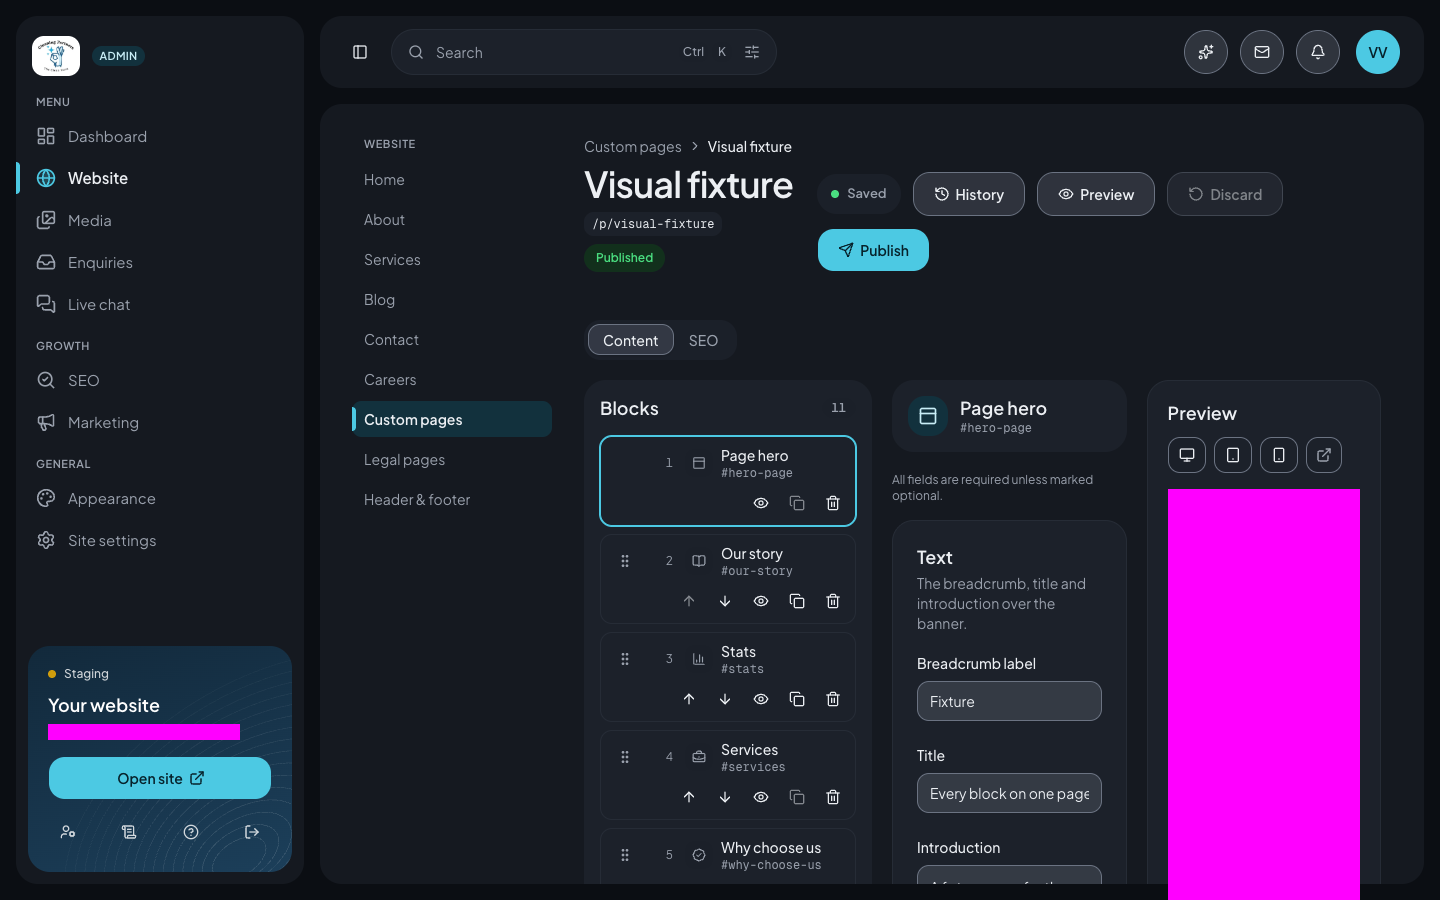 ADMIN
MENU
Dashboard
Website
Media
Enquiries
Live chat
GROWTH
SEO
Marketing
GENERAL
Appearance
Site settings
Staging
Your website
Open site
Search
Ctrl K
VV
WEBSITE
Home
About
Services
Blog
Contact
Careers
Custom pages
Legal pages
Header & footer
Custom pages > Visual fixture
Visual fixture
/p/visual-fixture
Published
Saved
History
Preview
Discard
Publish
Content
SEO
Blocks
11
1
Page hero
#hero-page
2
Our story
#our-story
3
Stats
#stats
4
Services
#services
5
Why choose us
#why-choose-us
Page hero
#hero-page
All fields are required unless marked
optional.
Text
The breadcrumb, title and
introduction over the
banner.
Breadcrumb label
Fixture
Title
Every block on one page
Introduction
Preview